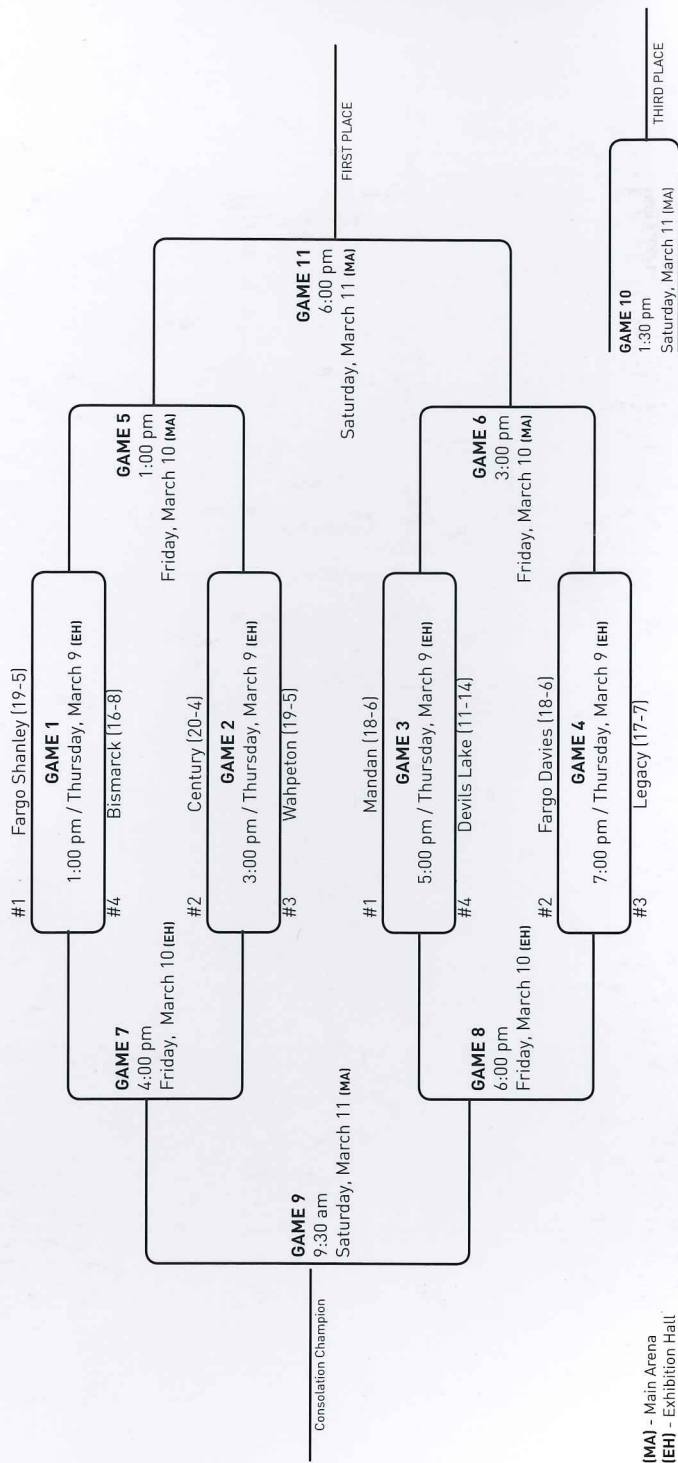 #1 Fargo Shanley (19-5)
GAME 1
1:00 pm / Thursday, March 9 (EH)
#4 Bismarck (16-8)
#2 Century (20-4)
GAME 2
3:00 pm / Thursday, March 9 (EH)
#3 Wahpeton (19-5)
#1 Mandan (18-6)
GAME 3
5:00 pm / Thursday, March 9 (EH)
#4 Devils Lake (11-14)
#2 Fargo Davies (18-6)
GAME 4
7:00 pm / Thursday, March 9 (EH)
#3 Legacy (17-7)
GAME 5
1:00 pm
Friday, March 10 (MA)
GAME 6
3:00 pm
Friday, March 10 (MA)
GAME 7
4:00 pm
Friday, March 10 (EH)
GAME 8
6:00 pm
Friday, March 10 (EH)
GAME 9
9:30 am
Saturday, March 11 (MA)
Consolation Champion
GAME 11
6:00 pm
Saturday, March 11 (MA)
FIRST PLACE
GAME 10
1:30 pm
Saturday, March 11 (MA)
THIRD PLACE
(MA) - Main Arena
(EH) - Exhibition Hall